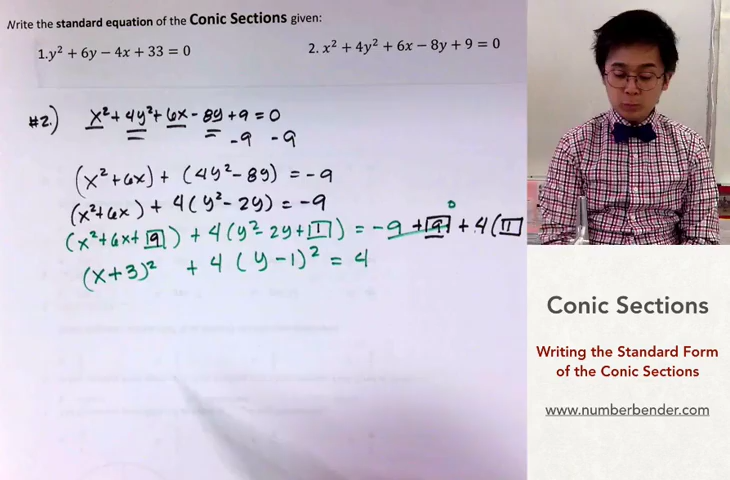 Write the standard equation of the Conic Sections given:
1.y² + 6y − 4x + 33 = 0
2. x² + 4y² + 6x − 8y + 9 = 0
#2.) x² + 4y² + 6x - 8y + 9 = 0
-9 -9
(x² + 6x) + (4y² - 8y) = -9
(x² + 6x) + 4(y² - 2y) = -9
0
(x² + 6x + 9) + 4(y² - 2y + 1) = -9 + 9 + 4(1
(x+3)² + 4(y-1)² = 4
Conic Sections
Writing the Standard Form
of the Conic Sections
www.numberbender.com